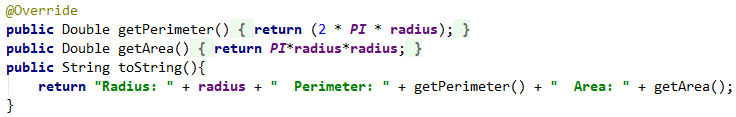 @Override
public Double getPerimeter() { return (2 * PI * radius); }
public Double getArea() { return PI*radius*radius; }
public String toString(){
    return "Radius: " + radius + "  Perimeter: " + getPerimeter() + "  Area: " + getArea();
}